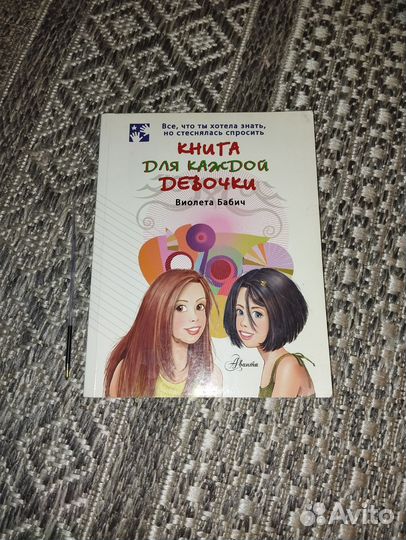 Все, что ты хотела знать,
но стеснялась спросить
КНИГА
ДЛЯ КАЖДОЙ
ДЕВОЧКИ
Виолета Бабич
Аванта
Avito